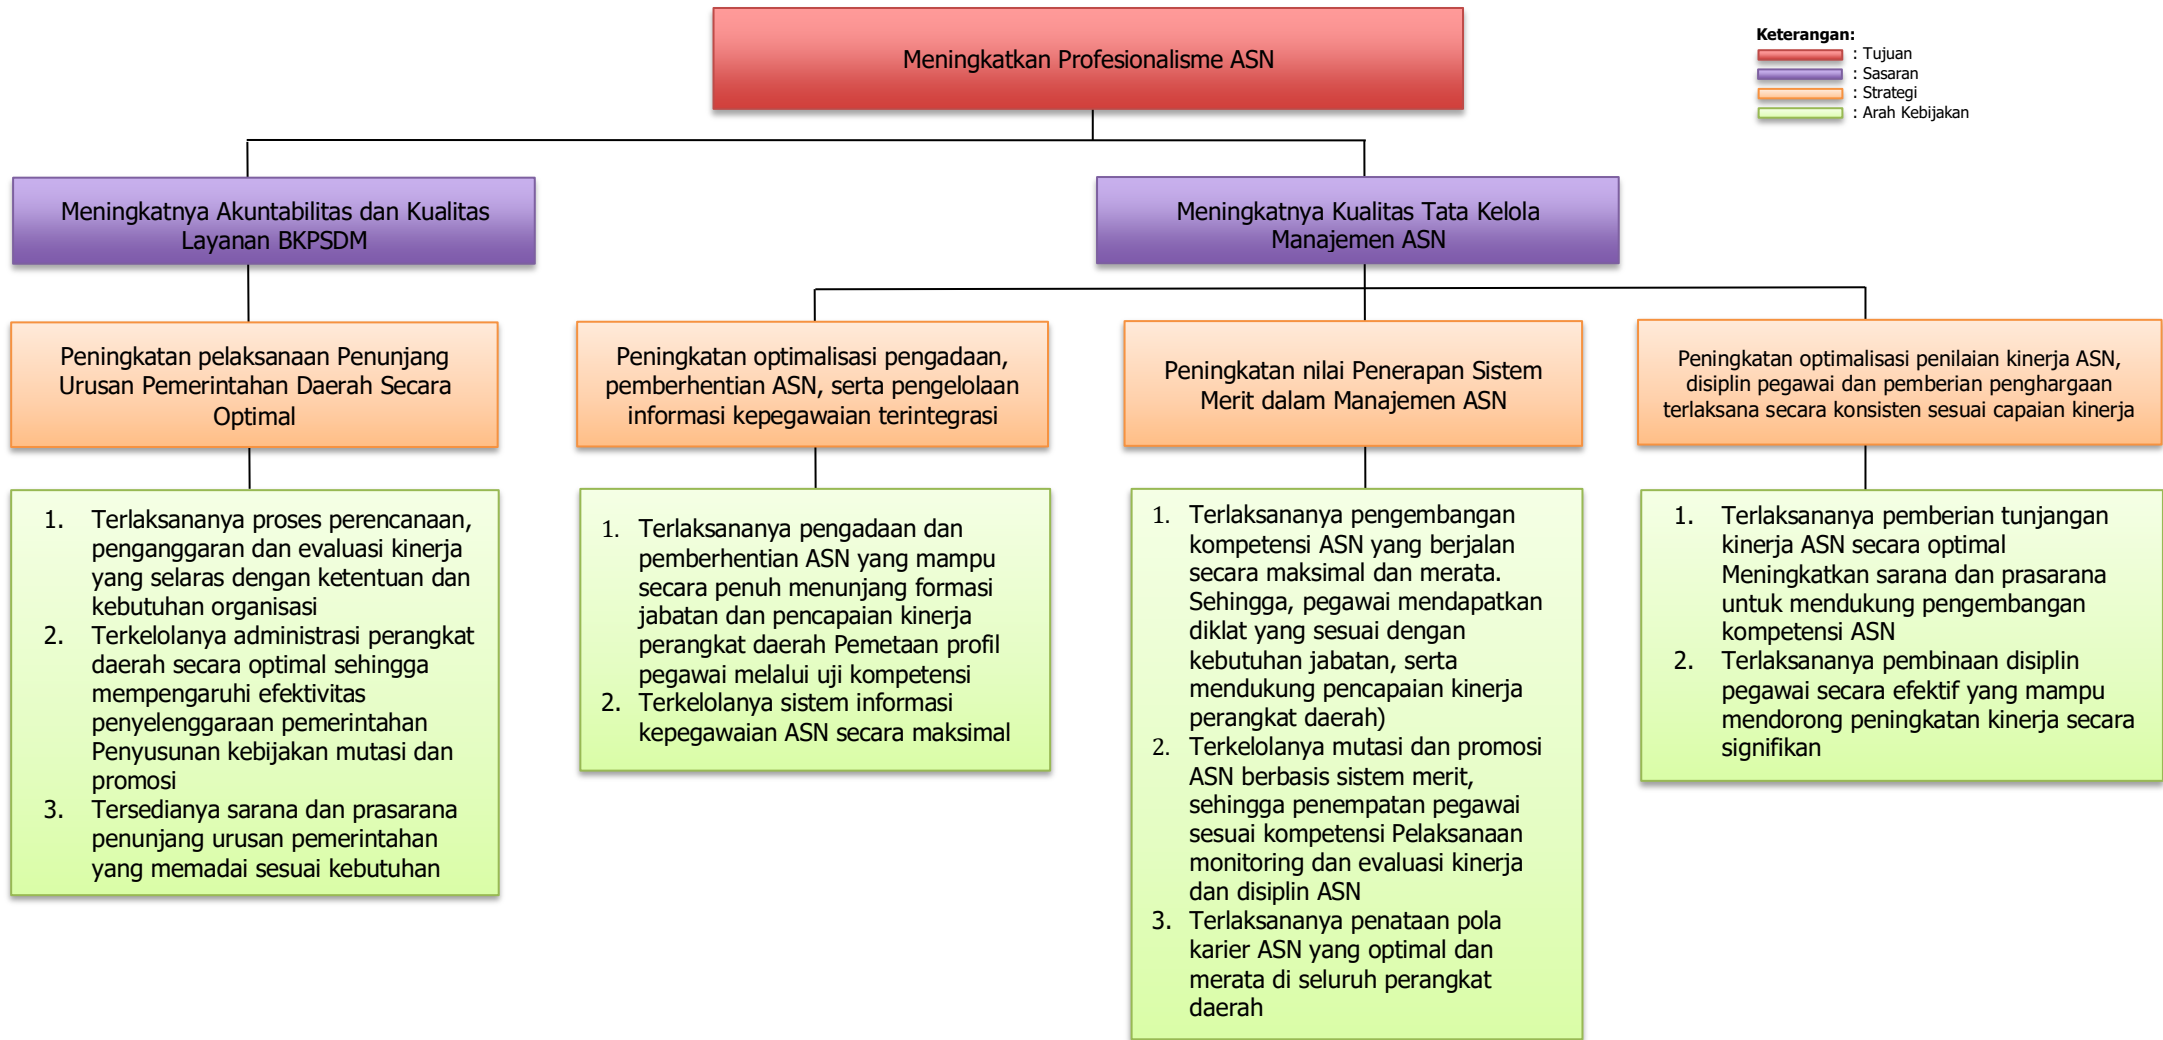 Meningkatkan Profesionalisme ASN
Keterangan:
: Tujuan
: Sasaran
: Strategi
: Arah Kebijakan
Meningkatnya Akuntabilitas dan Kualitas
Layanan BKPSDM
Meningkatnya Kualitas Tata Kelola
Manajemen ASN
Peningkatan pelaksanaan Penunjang
Urusan Pemerintahan Daerah Secara
Optimal
Peningkatan optimalisasi pengadaan,
pemberhentian ASN, serta pengelolaan
informasi kepegawaian terintegrasi
Peningkatan nilai Penerapan Sistem
Merit dalam Manajemen ASN
Peningkatan optimalisasi penilaian kinerja ASN,
disiplin pegawai dan pemberian penghargaan
terlaksana secara konsisten sesuai capaian kinerja
1. Terlaksananya proses perencanaan,
penganggaran dan evaluasi kinerja
yang selaras dengan ketentuan dan
kebutuhan organisasi
2. Terkelolanya administrasi perangkat
daerah secara optimal sehingga
mempengaruhi efektivitas
penyelenggaraan pemerintahan
Penyusunan kebijakan mutasi dan
promosi
3. Tersedianya sarana dan prasarana
penunjang urusan pemerintahan
yang memadai sesuai kebutuhan
1. Terlaksananya pengadaan dan
pemberhentian ASN yang mampu
secara penuh menunjang formasi
jabatan dan pencapaian kinerja
perangkat daerah Pemetaan profil
pegawai melalui uji kompetensi
2. Terkelolanya sistem informasi
kepegawaian ASN secara maksimal
1. Terlaksananya pengembangan
kompetensi ASN yang berjalan
secara maksimal dan merata.
Sehingga, pegawai mendapatkan
diklat yang sesuai dengan
kebutuhan jabatan, serta
mendukung pencapaian kinerja
perangkat daerah)
2. Terkelolanya mutasi dan promosi
ASN berbasis sistem merit,
sehingga penempatan pegawai
sesuai kompetensi Pelaksanaan
monitoring dan evaluasi kinerja
dan disiplin ASN
3. Terlaksananya penataan pola
karier ASN yang optimal dan
merata di seluruh perangkat
daerah
1. Terlaksananya pemberian tunjangan
kinerja ASN secara optimal
Meningkatkan sarana dan prasarana
untuk mendukung pengembangan
kompetensi ASN
2. Terlaksananya pembinaan disiplin
pegawai secara efektif yang mampu
mendorong peningkatan kinerja secara
signifikan